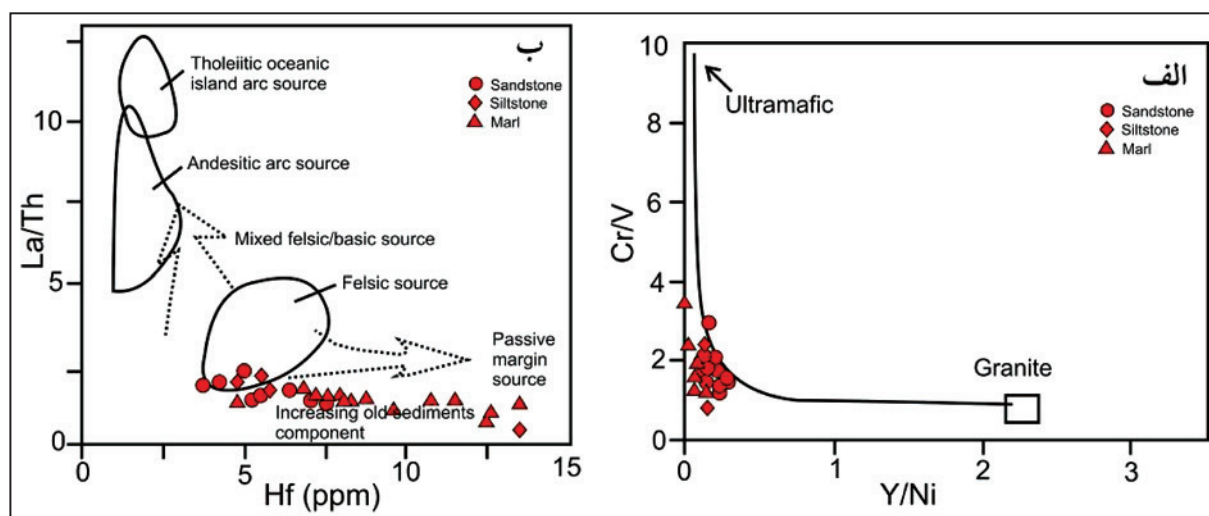 ب
Sandstone
Siltstone
Marl
Tholeiitic oceanic
island arc source
Andesitic arc source
Mixed felsic/basic source
Felsic source
Passive
margin
source
Increasing old sediments
component
La/Th
10
5
0
0
5
10
15
Hf (ppm)
الف
Sandstone
Siltstone
Marl
Ultramafic
Granite
Cr/V
10
8
6
4
2
0
0
1
2
3
Y/Ni